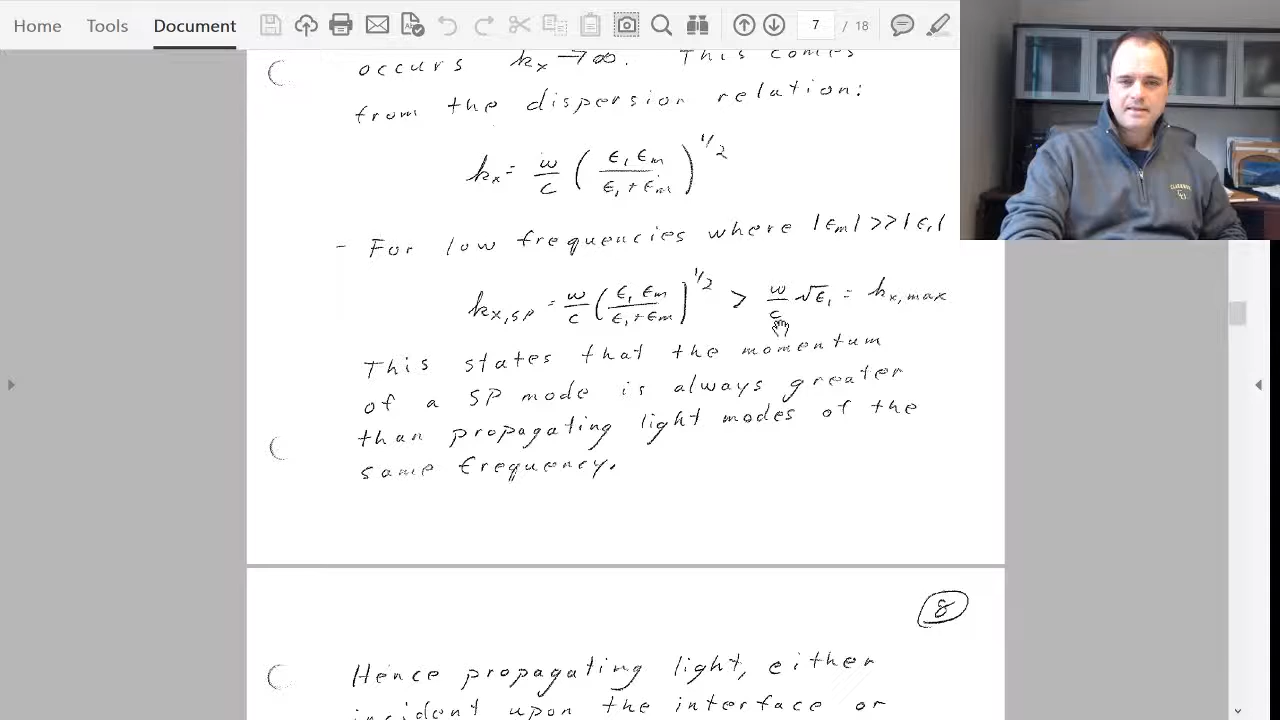 Home Tools Document 7 / 18
occurs kₓ → ∞. This comes
from the dispersion relation:
kₓ = ω/c (ϵ₁ϵₘ / ϵ₁+ϵₘ)^1/2
- For low frequencies where |ϵₘ| >> |ϵ₁|
kₓ,sp = ω/c (ϵ₁ϵₘ / ϵ₁+ϵₘ)^1/2 > ω/c √ϵ₁ = kₓ,max
This states that the momentum
of a SP mode is always greater
than propagating light modes of the
same frequency.
8
Hence propagating light, either
incident upon the interface or